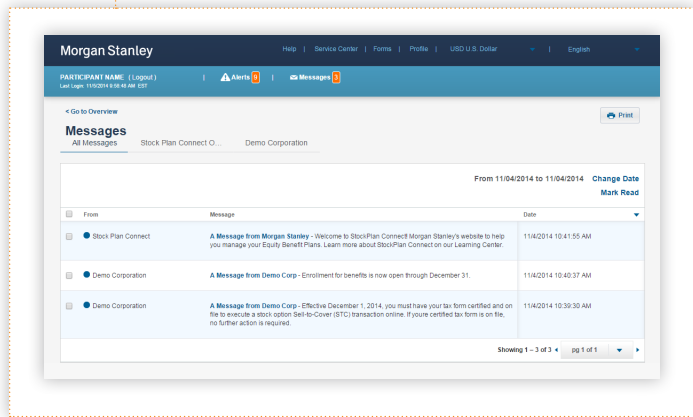 Morgan Stanley
Help | Service Center | Forms | Profile | USD U.S. Dollar | English
PARTICIPANT NAME (Logout) | Alerts 9 | Messages 3
Last Login 11/5/2014 9:58:46 AM EST
< Go to Overview
Print
Messages
All Messages Stock Plan Connect O... Demo Corporation
From 11/04/2014 to 11/04/2014 Change Date
Mark Read
From Message Date
Stock Plan Connect A Message from Morgan Stanley - Welcome to StockPlan Connect! Morgan Stanley's website to help 11/4/2014 10:41:55 AM
you manage your Equity Benefit Plans. Learn more about StockPlan Connect on our Learning Center.
Demo Corporation A Message from Demo Corp - Enrollment for benefits is now open through December 31. 11/4/2014 10:40:37 AM
Demo Corporation A Message from Demo Corp - Effective December 1, 2014, you must have your tax form certified and on 11/4/2014 10:39:30 AM
file to execute a stock option Sell-to-Cover (STC) transaction online. If youre certified tax form is on file,
no further action is required.
Showing 1 – 3 of 3 pg 1 of 1